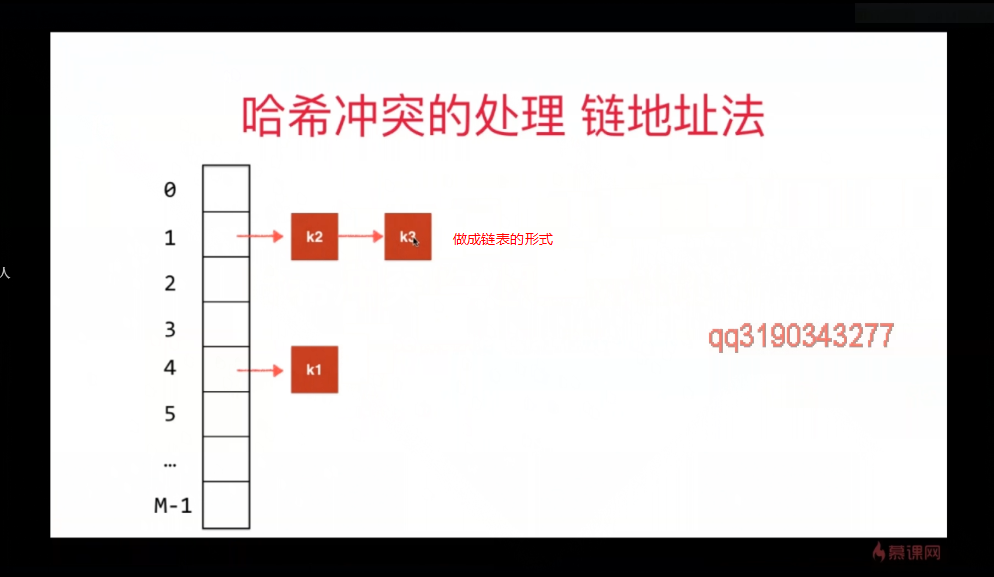 哈希冲突的处理 链地址法
0
1
k2
k3
做成链表的形式
2
人
3
qq3190343277
4
k1
5
…
M-1
慕课网